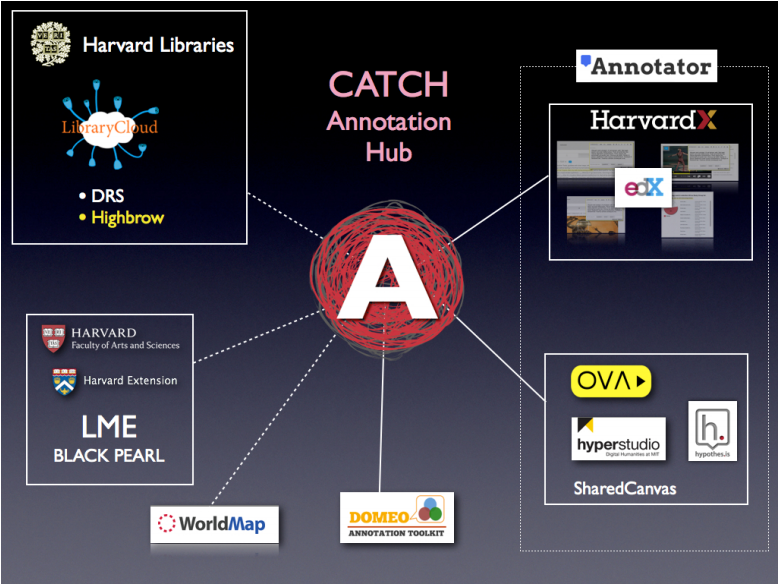 Harvard Libraries
LibraryCloud
• DRS
• Highbrow
CATCH
Annotation
Hub
A
Annotator
HarvardX
edX
HARVARD
Faculty of Arts and Sciences
Harvard Extension
LME
BLACK PEARL
WorldMap
DOMEO
ANNOTATION TOOLKIT
OVA
hyperstudio
Digital Humanities at MIT
h.
hypothes.is
SharedCanvas